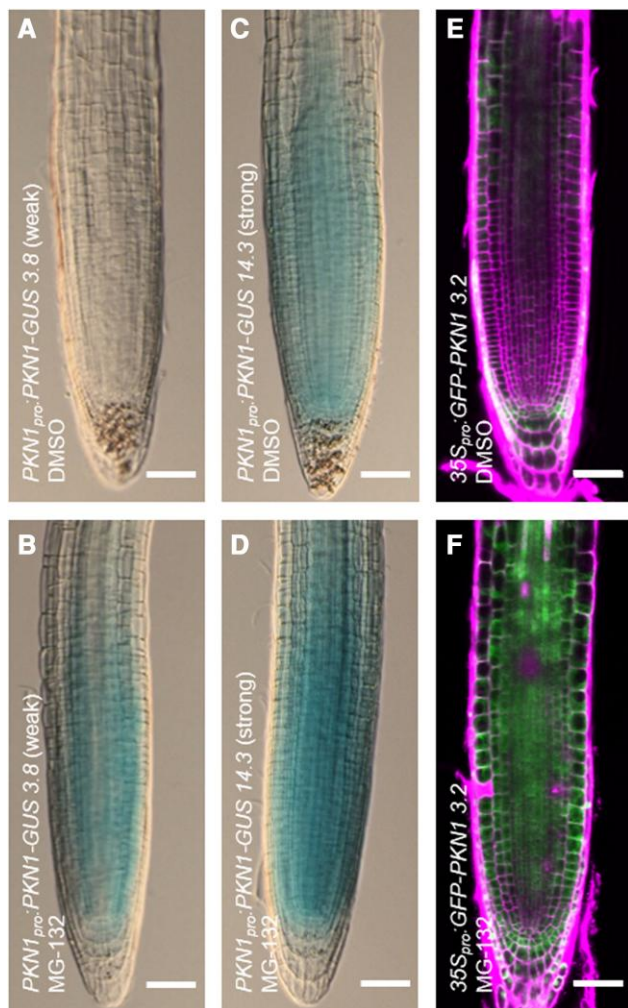 A
PKN1pro:PKN1-GUS 3.8 (weak)
DMSO
C
PKN1pro:PKN1-GUS 14.3 (strong)
DMSO
E
35Spro:GFP-PKN1 3.2
DMSO
B
PKN1pro:PKN1-GUS 3.8 (weak)
MG-132
D
PKN1pro:PKN1-GUS 14.3 (strong)
MG-132
F
35Spro:GFP-PKN1 3.2
MG-132